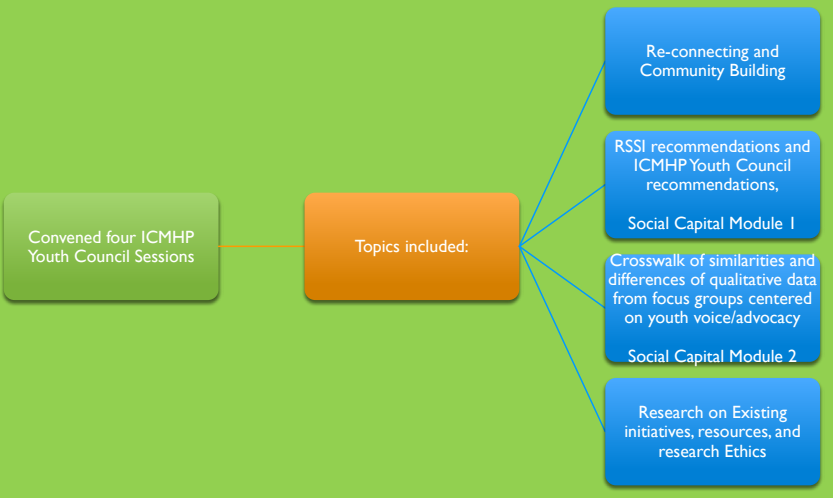 Convened four ICMHP
Youth Council Sessions
Topics included:
Re-connecting and
Community Building
RSSI recommendations and
ICMHP Youth Council
recommendations,
Social Capital Module 1
Crosswalk of similarities and
differences of qualitative data
from focus groups centered
on youth voice/advocacy
Social Capital Module 2
Research on Existing
initiatives, resources, and
research Ethics